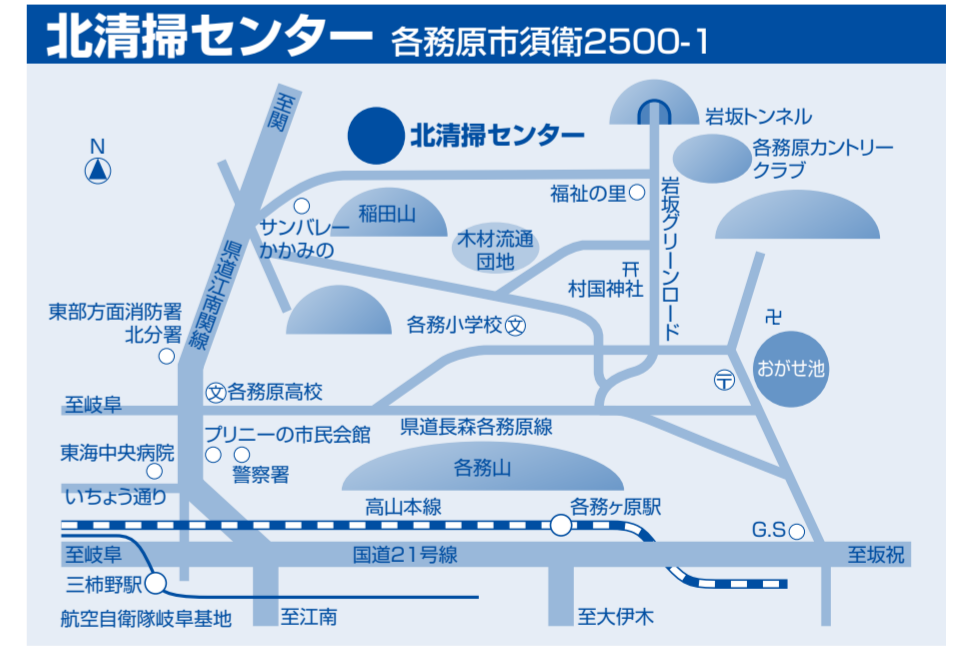 北清掃センター 各務原市須衛2500-1
至関
N
北清掃センター
岩坂トンネル
各務原カントリー
クラブ
福祉の里
岩坂グリーンロード
稲田山
サンバレー
かかみの
木材流通
団地
村国神社
県道江南関線
東部方面消防署
北分署
各務小学校
文
卍
おがせ池
〒
文
各務原高校
至岐阜
県道長森各務原線
プリニーの市民会館
東海中央病院
警察署
各務山
いちょう通り
高山本線
各務ヶ原駅
G.S
至岐阜
国道21号線
至坂祝
三柿野駅
航空自衛隊岐阜基地
至江南
至大伊木